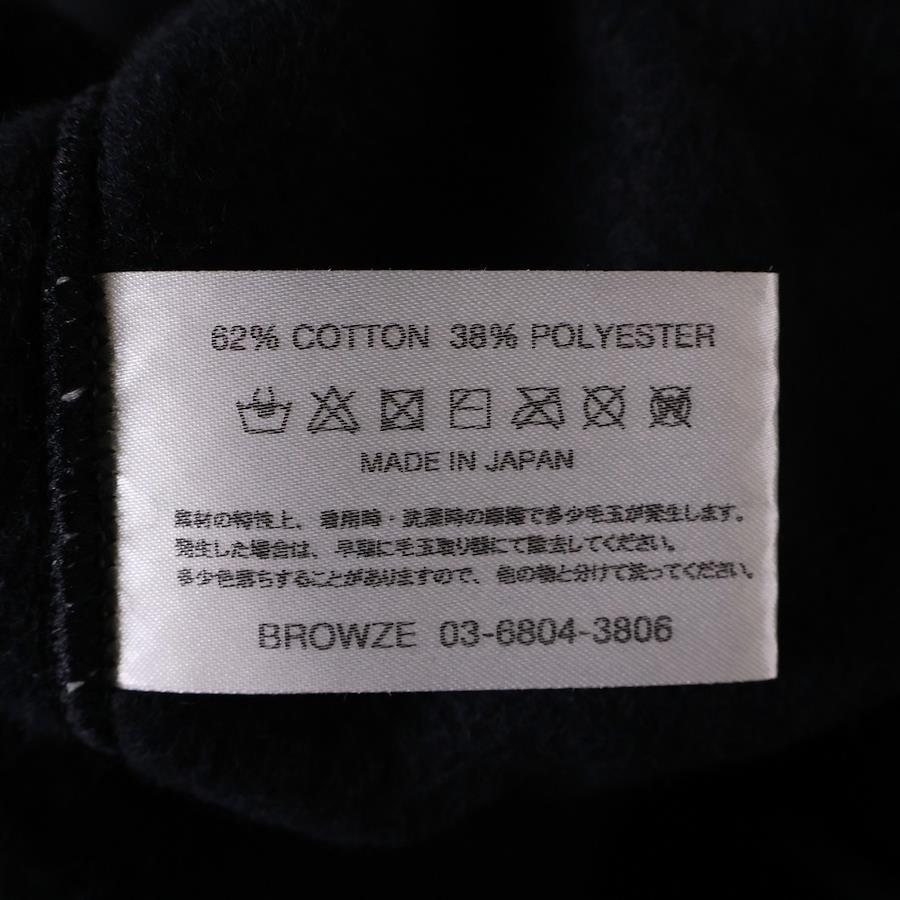 62% COTTON 38% POLYESTER
MADE IN JAPAN
素材の特性上、着用時・洗濯時の摩擦で多少毛玉が発生します。
発生した場合は、早期に毛玉取り機にて除去してください。
多少色落ちすることがありますので、他の物と分けて洗ってください。
BROWZE 03-6804-3806